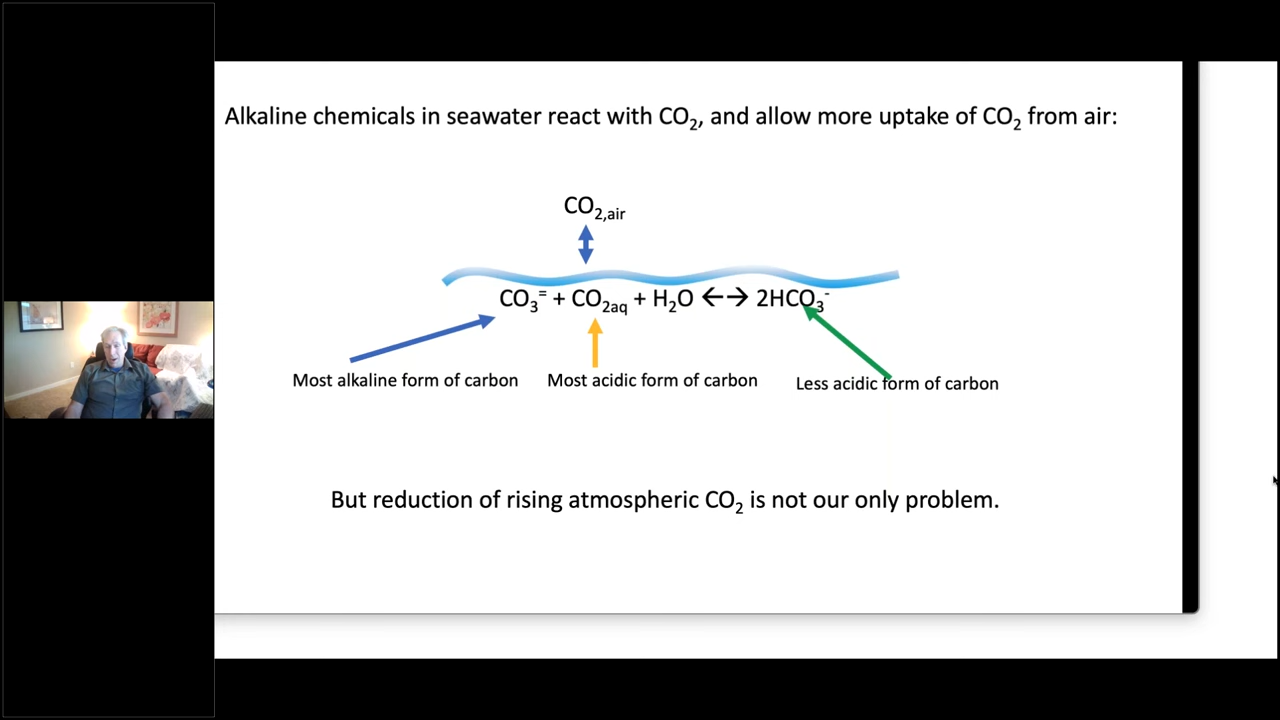 Alkaline chemicals in seawater react with CO₂, and allow more uptake of CO₂ from air:
CO₂,air
CO₃⁼ + CO₂aq + H₂O ←→ 2HCO₃⁻
Most alkaline form of carbon
Most acidic form of carbon
Less acidic form of carbon
But reduction of rising atmospheric CO₂ is not our only problem.